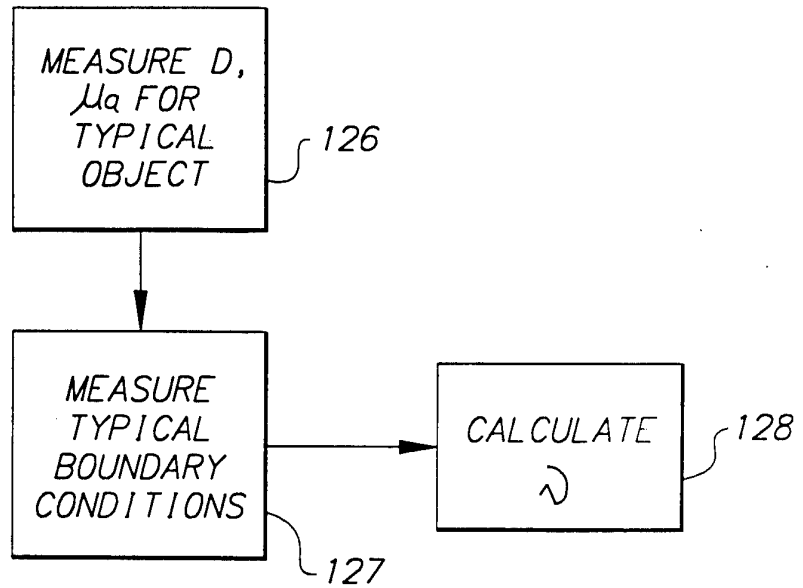 MEASURE D,
μa FOR
TYPICAL
OBJECT
126
MEASURE
TYPICAL
BOUNDARY
CONDITIONS
127
CALCULATE
128